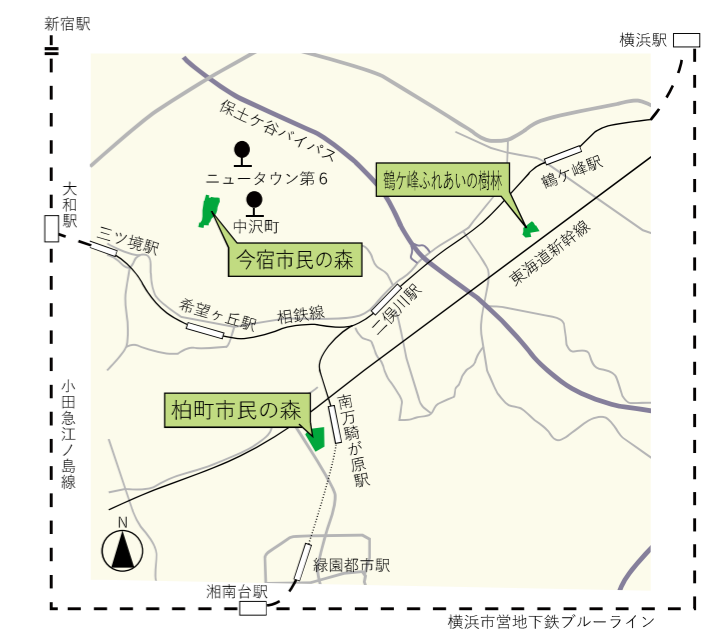 新宿駅
横浜駅
保土ケ谷バイパス
ニュータウン第6
鶴ケ峰ふれあいの樹林
鶴ケ峰駅
大和駅
中沢町
三ツ境駅
今宿市民の森
東海道新幹線
希望ヶ丘駅
相鉄線
二俣川駅
小田急江ノ島線
柏町市民の森
南万騎が原駅
N
緑園都市駅
湘南台駅
横浜市営地下鉄ブルーライン